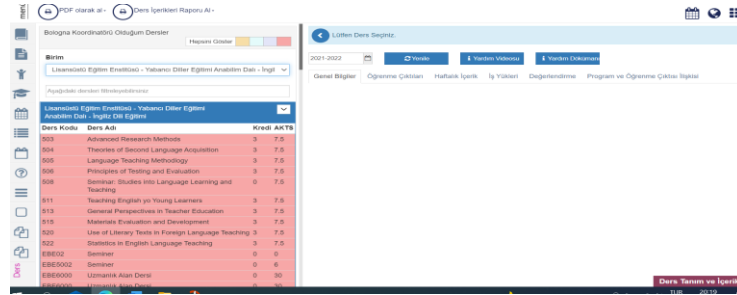 menü
PDF olarak al
Ders İçerikleri Raporu Al
Bologna Koordinatörü Olduğum Dersler
Hepsini Göster
Birim
Lisansüstü Eğitim Enstitüsü - Yabancı Diller Eğitimi Anabilim Dalı - İngil
Aşağıdaki dersleri filtreleyebilirsiniz
Lisansüstü Eğitim Enstitüsü - Yabancı Diller Eğitimi
Anabilim Dalı - İngiliz Dili Eğitimi
Ders Kodu Ders Adı Kredi AKTS
503 Advanced Research Methods 3 7.5
504 Theories of Second Language Acquisition 3 7.5
505 Language Teaching Methodlogy 3 7.5
506 Principles of Testing and Evaluation 3 7.5
508 Seminar: Studies into Language Learning and 0 7.5
Teaching
511 Teaching English yo Young Learners 3 7.5
513 General Perspectives in Teacher Education 3 7.5
515 Materials Evaluation and Development 3 7.5
520 Use of Literary Texts in Foreign Language Teaching 3 7.5
522 Statistics in English Language Teaching 3 7.5
EBE02 Seminer 0 0
EBE5002 Seminer 0 6
EBE6000 Uzmanlık Alan Dersi 0 30
EBE6000 Uzmanlık Alan Dersi 0 30
Ders
Lütfen Ders Seçiniz.
2021-2022
Yenile
Yardım Videosu
Yardım Dokümanı
Genel Bilgiler Öğrenme Çıktıları Haftalık İçerik İş Yükleri Değerlendirme Program ve Öğrenme Çıktısı İlişkisi
Ders Tanım ve İçerik
TUR 20:19